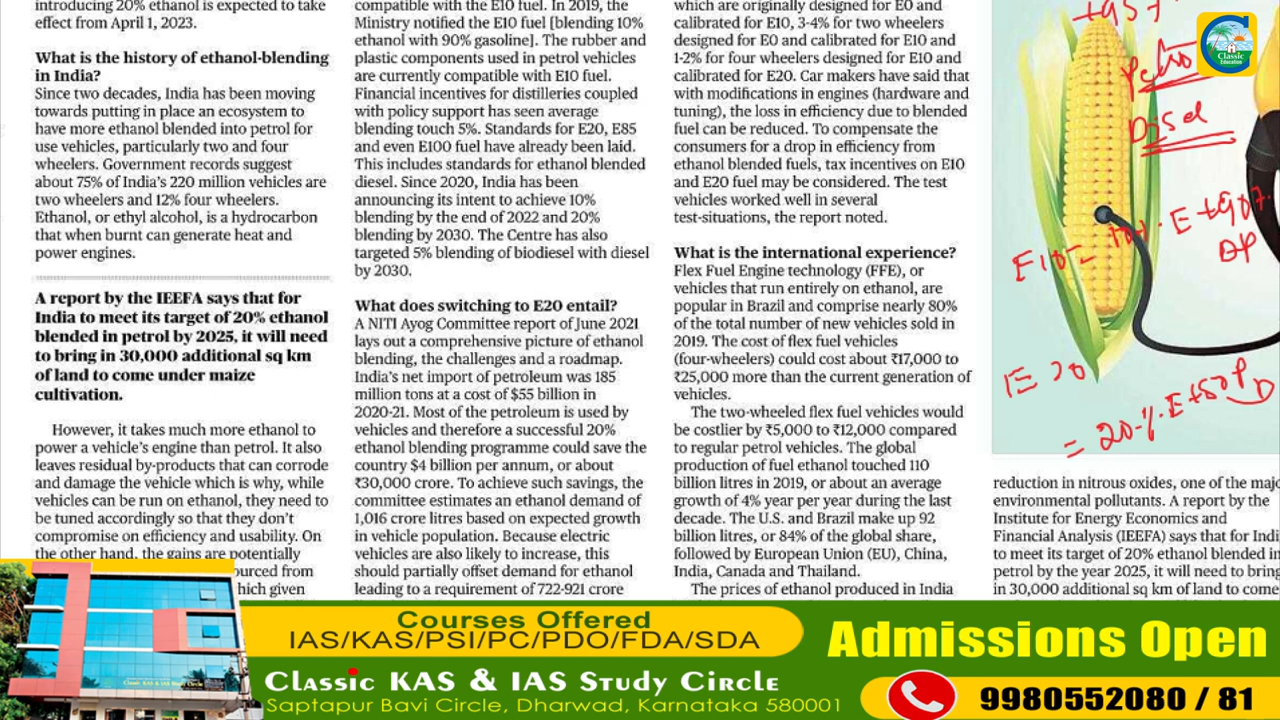 introducing 20% ethanol is expected to take
effect from April 1, 2023.
What is the history of ethanol-blending
in India?
Since two decades, India has been moving
towards putting in place an ecosystem to
have more ethanol blended into petrol for
use vehicles, particularly two and four
wheelers. Government records suggest
about 75% of India's 220 million vehicles are
two wheelers and 12% four wheelers.
Ethanol, or ethyl alcohol, is a hydrocarbon
that when burnt can generate heat and
power engines.
A report by the IEEFA says that for
India to meet its target of 20% ethanol
blended in petrol by 2025, it will need
to bring in 30,000 additional sq km
of land to come under maize
cultivation.
However, it takes much more ethanol to
power a vehicle's engine than petrol. It also
leaves residual by-products that can corrode
and damage the vehicle which is why, while
vehicles can be run on ethanol, they need to
be tuned accordingly so that they don't
compromise on efficiency and usability. On
the other hand, the gains are potentially
ourced from
hich given
compatible with the E10 fuel. In 2019, the
Ministry notified the E10 fuel [blending 10%
ethanol with 90% gasoline]. The rubber and
plastic components used in petrol vehicles
are currently compatible with E10 fuel.
Financial incentives for distilleries coupled
with policy support has seen average
blending touch 5%. Standards for E20, E85
and even E100 fuel have already been laid.
This includes standards for ethanol blended
diesel. Since 2020, India has been
announcing its intent to achieve 10%
blending by the end of 2022 and 20%
blending by 2030. The Centre has also
targeted 5% blending of biodiesel with diesel
by 2030.
What does switching to E20 entail?
A NITI Ayog Committee report of June 2021
lays out a comprehensive picture of ethanol
blending, the challenges and a roadmap.
India's net import of petroleum was 185
million tons at a cost of $55 billion in
2020-21. Most of the petroleum is used by
vehicles and therefore a successful 20%
ethanol blending programme could save the
country $4 billion per annum, or about
₹30,000 crore. To achieve such savings, the
committee estimates an ethanol demand of
1,016 crore litres based on expected growth
in vehicle population. Because electric
vehicles are also likely to increase, this
should partially offset demand for ethanol
leading to a requirement of 722-921 crore
which are originally designed for E0 and
calibrated for E10, 3-4% for two wheelers
designed for E0 and calibrated for E10 and
1-2% for four wheelers designed for E10 and
calibrated for E20. Car makers have said that
with modifications in engines (hardware and
tuning), the loss in efficiency due to blended
fuel can be reduced. To compensate the
consumers for a drop in efficiency from
ethanol blended fuels, tax incentives on E10
and E20 fuel may be considered. The test
vehicles worked well in several
test-situations, the report noted.
What is the international experience?
Flex Fuel Engine technology (FFE), or
vehicles that run entirely on ethanol, are
popular in Brazil and comprise nearly 80%
of the total number of new vehicles sold in
2019. The cost of flex fuel vehicles
(four-wheelers) could cost about ₹17,000 to
₹25,000 more than the current generation of
vehicles.
The two-wheeled flex fuel vehicles would
be costlier by ₹5,000 to ₹12,000 compared
to regular petrol vehicles. The global
production of fuel ethanol touched 110
billion litres in 2019, or about an average
growth of 4% year per year during the last
decade. The U.S. and Brazil make up 92
billion litres, or 84% of the global share,
followed by European Union (EU), China,
India, Canada and Thailand.
The prices of ethanol produced in India
Classic
Education
Petro
Disel
E10 = 10%. E +90%.
DP
E 20
= 20.%.E+80P
D
reduction in nitrous oxides, one of the majo
environmental pollutants. A report by the
Institute for Energy Economics and
Financial Analysis (IEEFA) says that for Indi
to meet its target of 20% ethanol blended in
petrol by the year 2025, it will need to bring
in 30,000 additional sq km of land to come
Courses Offered
IAS/KAS/PSI/PC/PDO/FDA/SDA
Classic KAS & IAS Study Circle
Saptapur Bavi Circle, Dharwad, Karnataka 580001
Admissions Open
9980552080 / 81